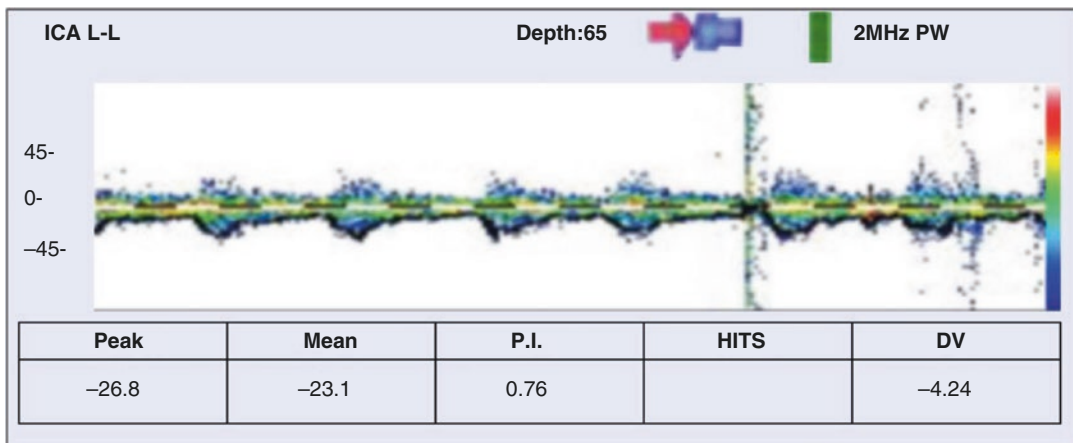 ICA L-L Depth:65 2MHz PW
45-
0-
–45-
Peak Mean P.I. HITS DV
–26.8 –23.1 0.76 –4.24